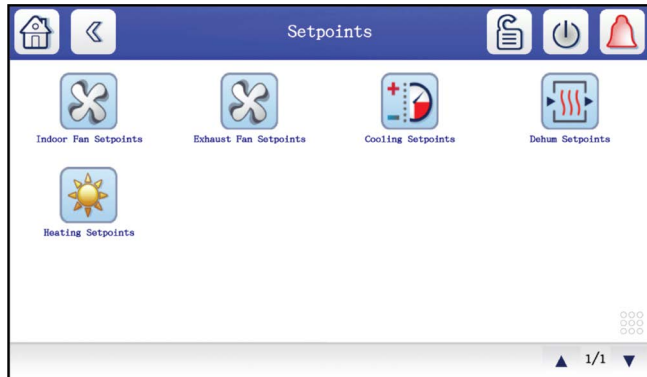 Setpoints
Indoor Fan Setpoints
Exhaust Fan Setpoints
Cooling Setpoints
Dehum Setpoints
Heating Setpoints
1/1